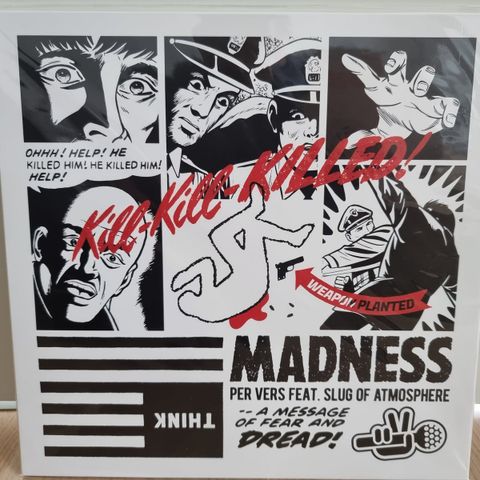 OHHH! HELP! HE
KILLED HIM! HE KILLED HIM!
HELP!
Kill-Kill-KILLED!
WEAPON PLANTED
MADNESS
PER VERS FEAT. SLUG OF ATMOSPHERE
-- A MESSAGE
OF FEAR AND
DREAD!
THINK